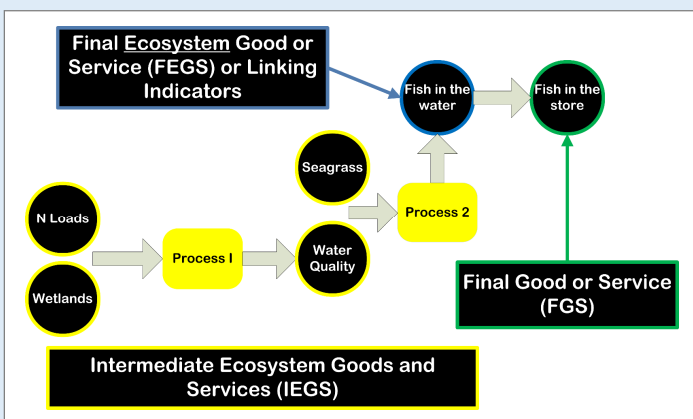 Final Ecosystem Good or
Service (FEGS) or Linking
Indicators
Fish in the
water
Fish in the
store
Seagrass
N Loads
Process 2
Process I
Water
Quality
Wetlands
Final Good or Service
(FGS)
Intermediate Ecosystem Goods and
Services (IEGS)